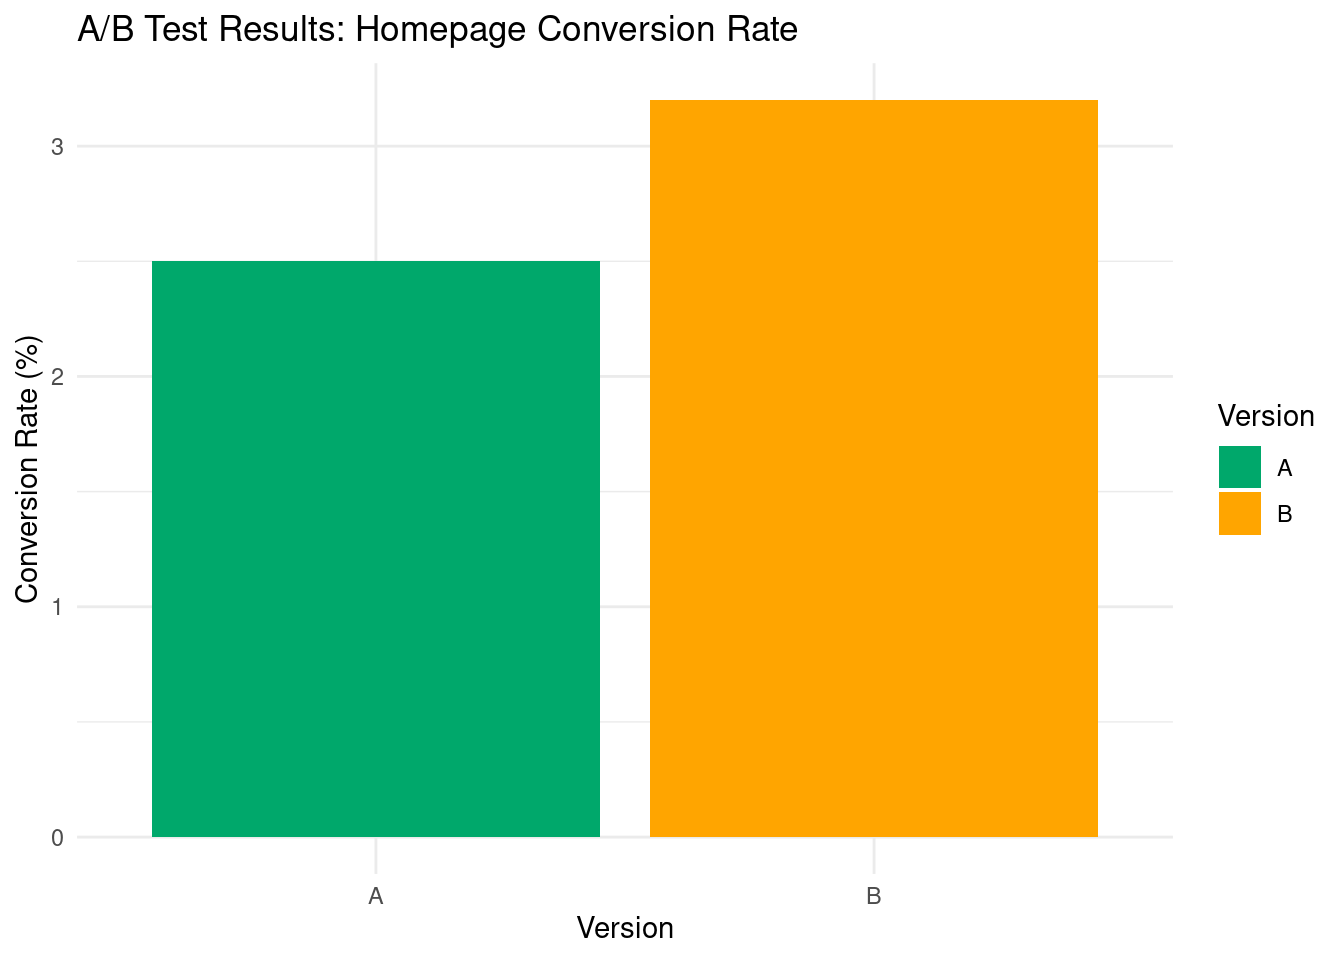 A/B Test Results: Homepage Conversion Rate
Conversion Rate (%)
3
2
1
0
A
B
Version
Version
A
B